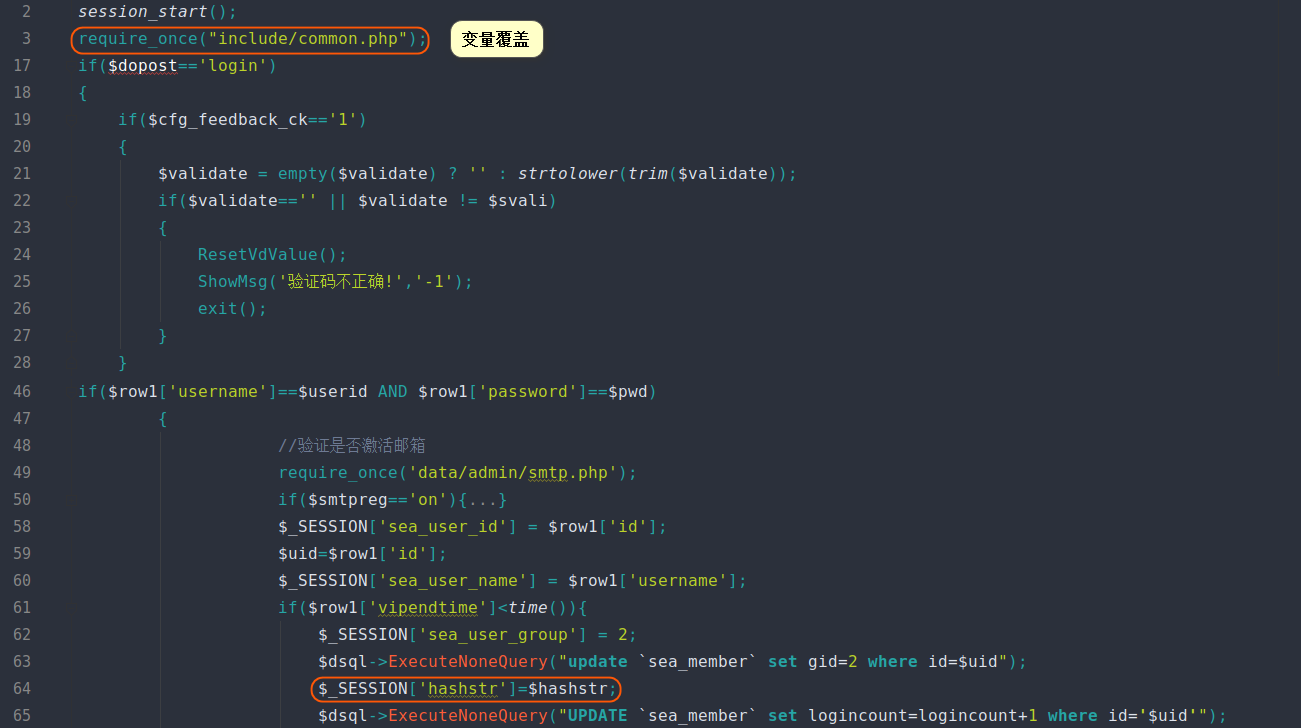 2 session_start();
3 require_once("include/common.php"); 变量覆盖
17 if($dopost=='login')
18 {
19 if($cfg_feedback_ck=='1')
20 {
21 $validate = empty($validate) ? '' : strtolower(trim($validate));
22 if($validate=='' || $validate != $svali)
23 {
24 ResetVdValue();
25 ShowMsg('验证码不正确!','-1');
26 exit();
27 }
28 }
46 if($row1['username']==$userid AND $row1['password']==$pwd)
47 {
48 //验证是否激活邮箱
49 require_once('data/admin/smtp.php');
50 if($smtpreg=='on'){...}
58 $_SESSION['sea_user_id'] = $row1['id'];
59 $uid=$row1['id'];
60 $_SESSION['sea_user_name'] = $row1['username'];
61 if($row1['vipendtime']<time()){
62 $_SESSION['sea_user_group'] = 2;
63 $dsql->ExecuteNoneQuery("update `sea_member` set gid=2 where id=$uid");
64 $_SESSION['hashstr']=$hashstr;
65 $dsql->ExecuteNoneQuery("UPDATE `sea_member` set logincount=logincount+1 where id='$uid'");